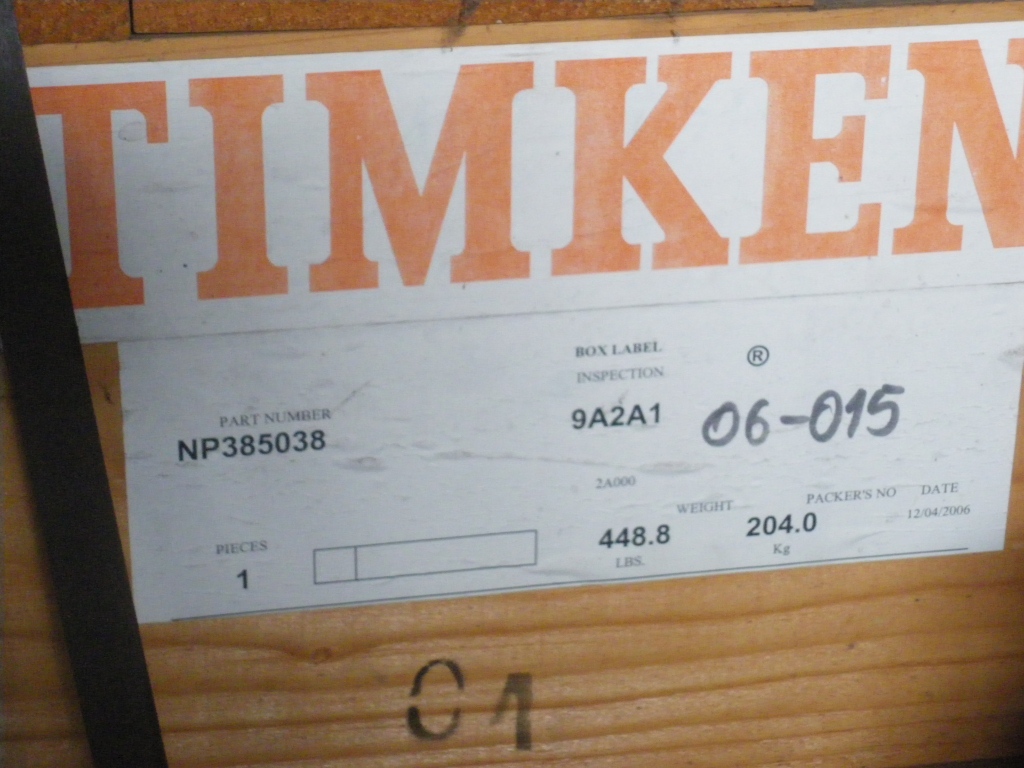 TIMKEN
BOX LABEL ®
INSPECTION
PART NUMBER 9A2A1 06-015
NP385038
2A000
WEIGHT PACKER'S NO DATE
PIECES 448.8 204.0 12/04/2006
1 LBS. Kg
01